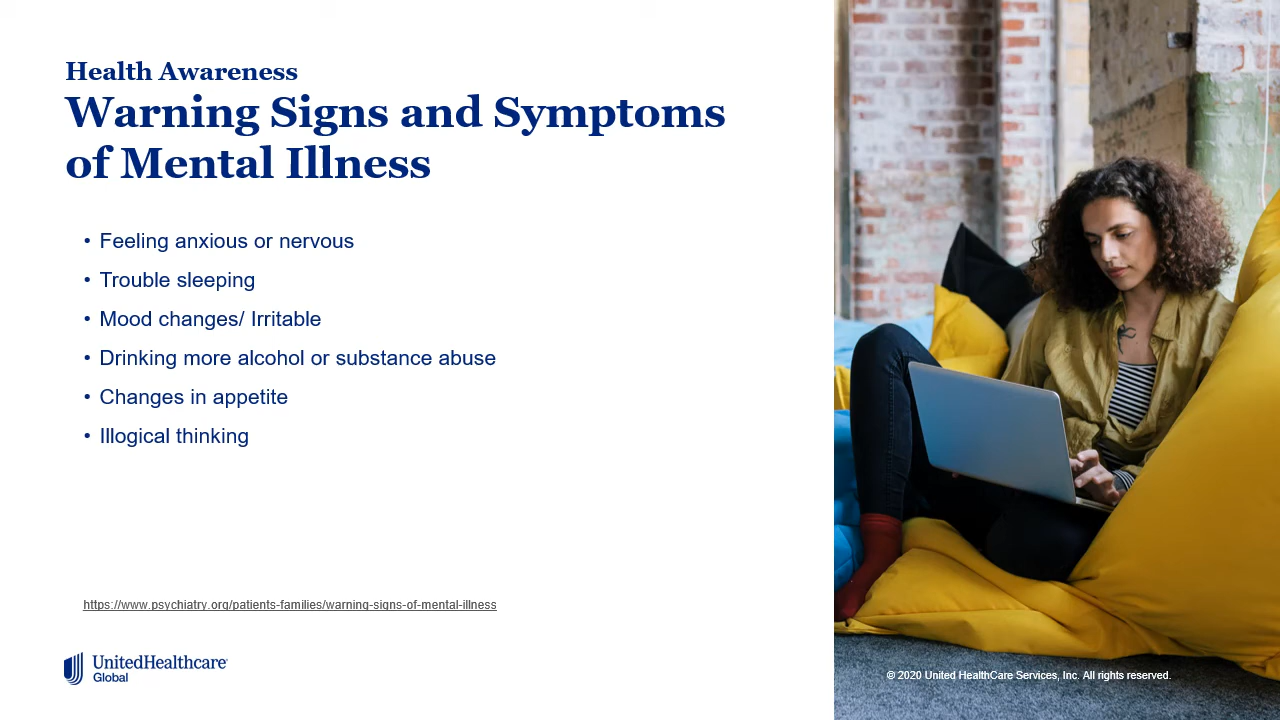 Health Awareness
Warning Signs and Symptoms
of Mental Illness
• Feeling anxious or nervous
• Trouble sleeping
• Mood changes/ Irritable
• Drinking more alcohol or substance abuse
• Changes in appetite
• Illogical thinking
https://www.psychiatry.org/patients-families/warning-signs-of-mental-illness
UnitedHealthcare
Global
© 2020 United HealthCare Services, Inc. All rights reserved.